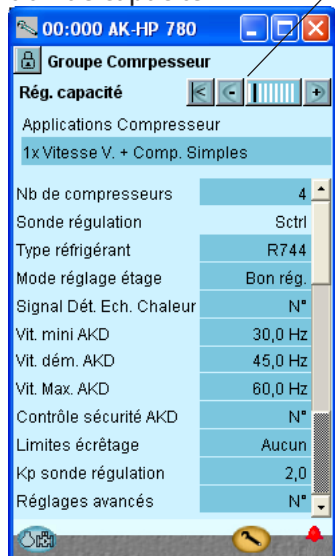 00:000 AK-HP 780
Groupe Comrpesseur
Rég. capacité
Applications Compresseur
1x Vitesse V. + Comp. Simples
Nb de compresseurs 4
Sonde régulation Sctrl
Type réfrigérant R744
Mode réglage étage Bon rég.
Signal Dét. Ech. Chaleur N°
Vit. mini AKD 30,0 Hz
Vit. dém. AKD 45,0 Hz
Vit. Max. AKD 60,0 Hz
Contrôle sécurité AKD N°
Limites écrêtage Aucun
Kp sonde régulation 2,0
Réglages avancés N°